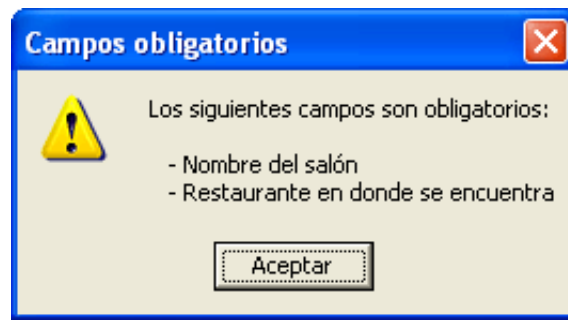 Campos obligatorios
Los siguientes campos son obligatorios:
- Nombre del salón
- Restaurante en donde se encuentra
Aceptar